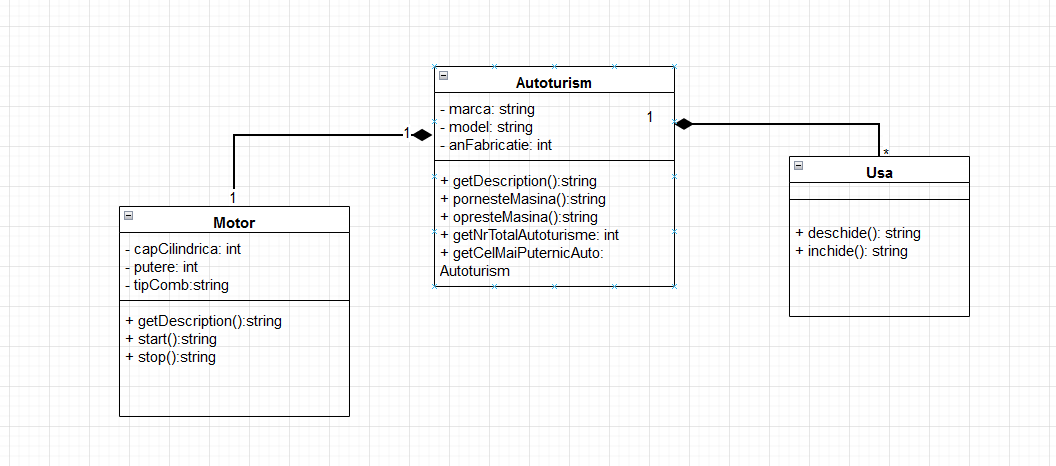 Autoturism
- marca: string
- model: string
- anFabricatie: int
+ getDescription():string
+ pornesteMasina():string
+ opresteMasina():string
+ getNrTotalAutoturisme: int
+ getCelMaiPuternicAuto:
Autoturism
1
1
Motor
- capCilindrica: int
- putere: int
- tipComb:string
+ getDescription():string
+ start():string
+ stop():string
1
*
Usa
+ deschide(): string
+ inchide(): string